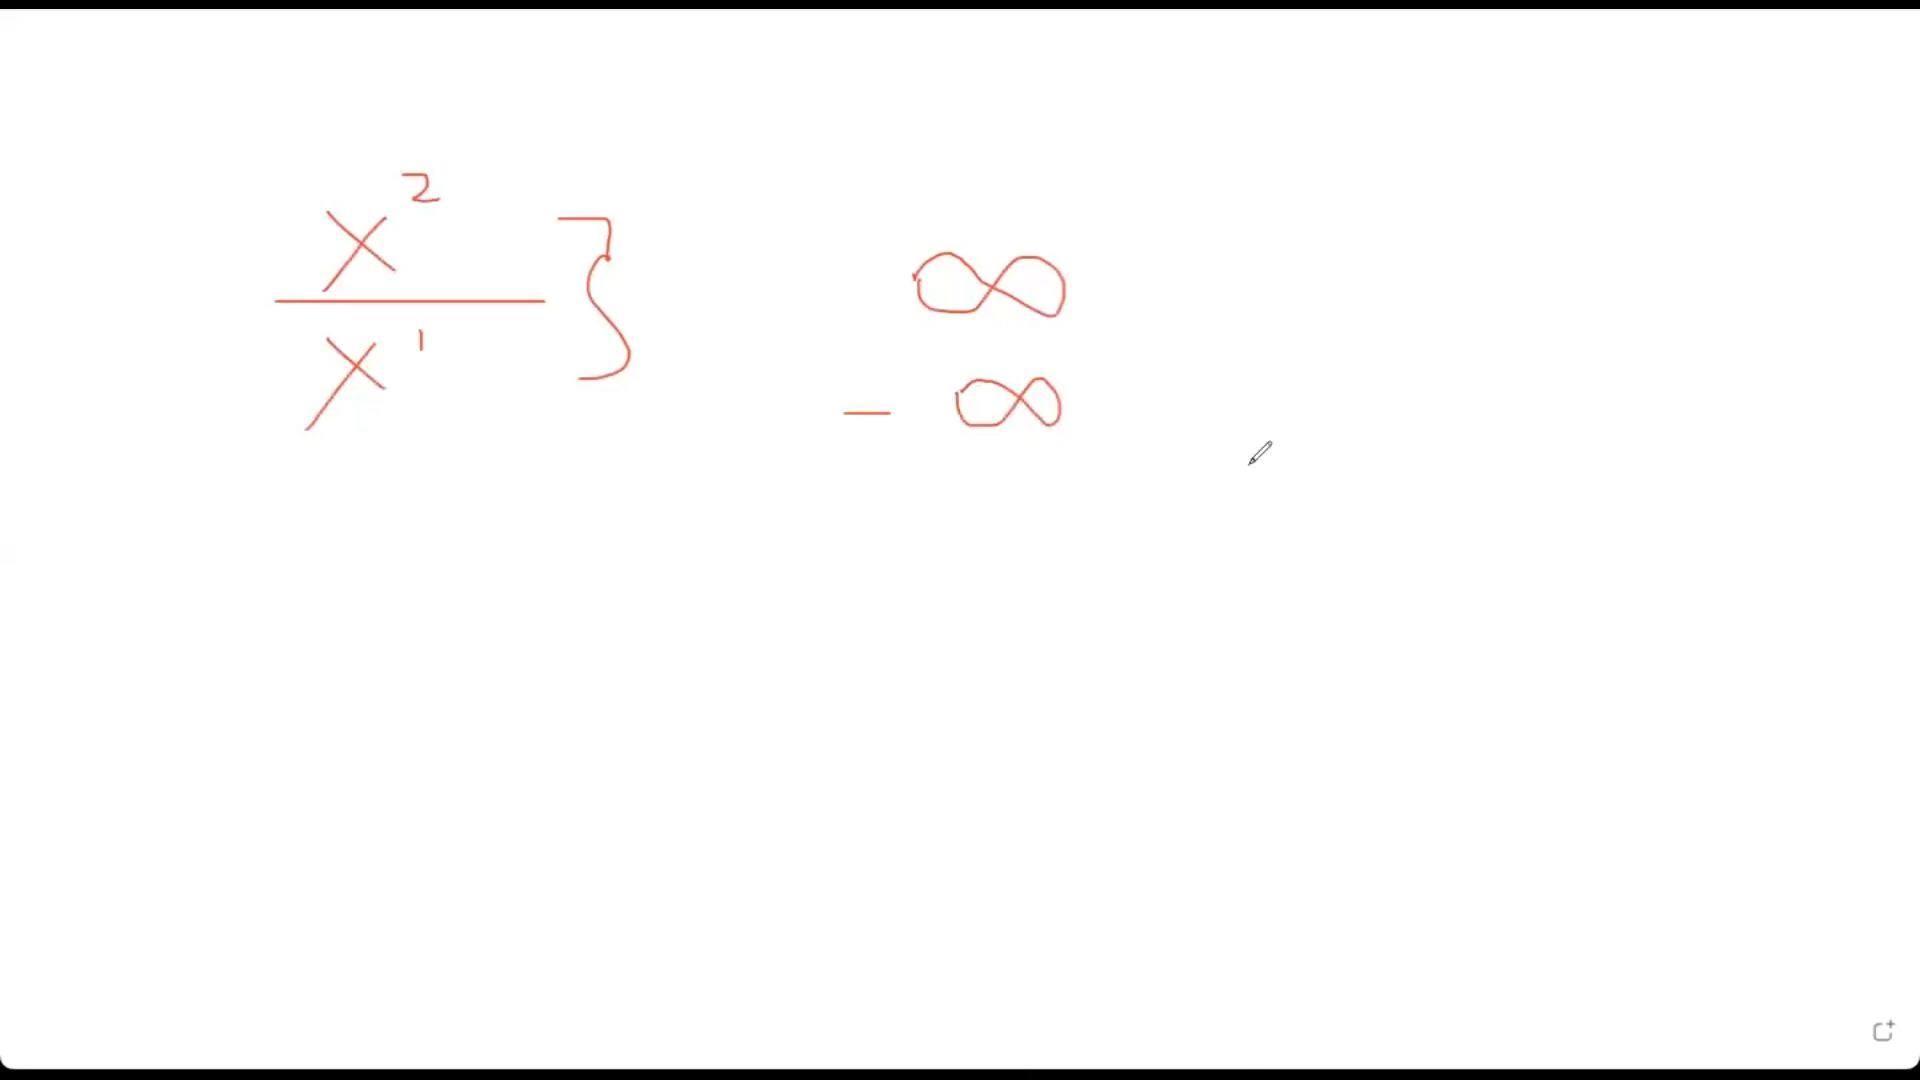 x²
x¹
}
∞
- ∞